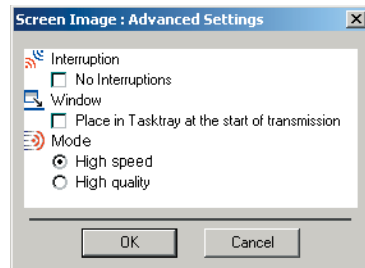 Screen Image : Advanced Settings
Interruption
No Interruptions
Window
Place in Tasktray at the start of transmission
Mode
High speed
High quality
OK Cancel